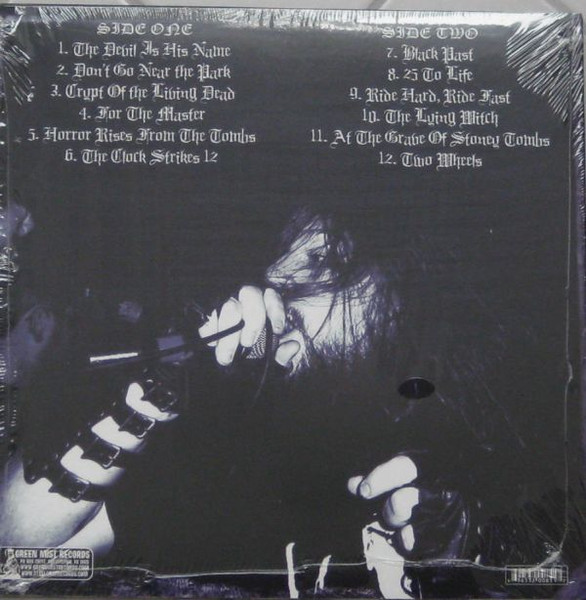 SIDE ONE
1. The Devil Is His Name
2. Don't Go Near the Park
3. Crypt Of the Living Dead
4. For The Master
5. Horror Rises From The Tombs
6. The Clock Strikes 12
SIDE TWO
7. Black Past
8. 25 To Life
9. Ride Hard, Ride Fast
10. The Lying Witch
11. At The Grave Of Stoney Tombs
12. Two Wheels
GREEN MIST RECORDS